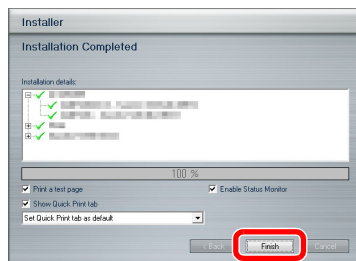 Installer
Installation Completed
Installation details:
100 %
Print a test page
Enable Status Monitor
Show Quick Print tab
Set Quick Print tab as default
< Back
Finish
Cancel